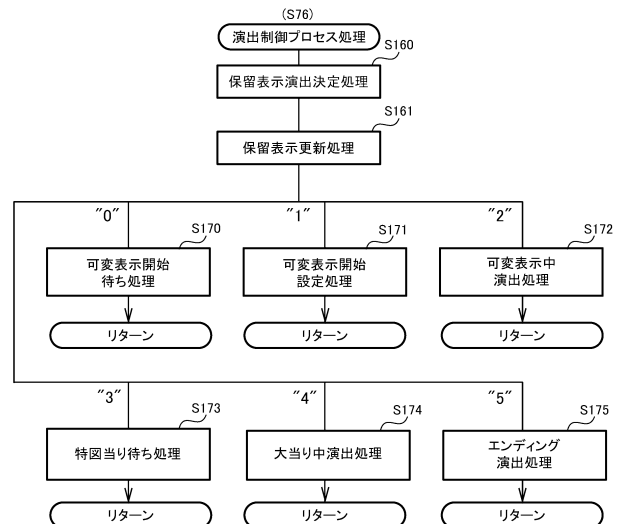 (S76)
演出制御プロセス処理
S160
保留表示演出決定処理
S161
保留表示更新処理
"0"
"1"
"2"
S170
S171
S172
可変表示開始
待ち処理
可変表示開始
設定処理
可変表示中
演出処理
リターン
リターン
リターン
"3"
"4"
"5"
S173
S174
S175
特図当り待ち処理
大当り中演出処理
エンディング
演出処理
リターン
リターン
リターン